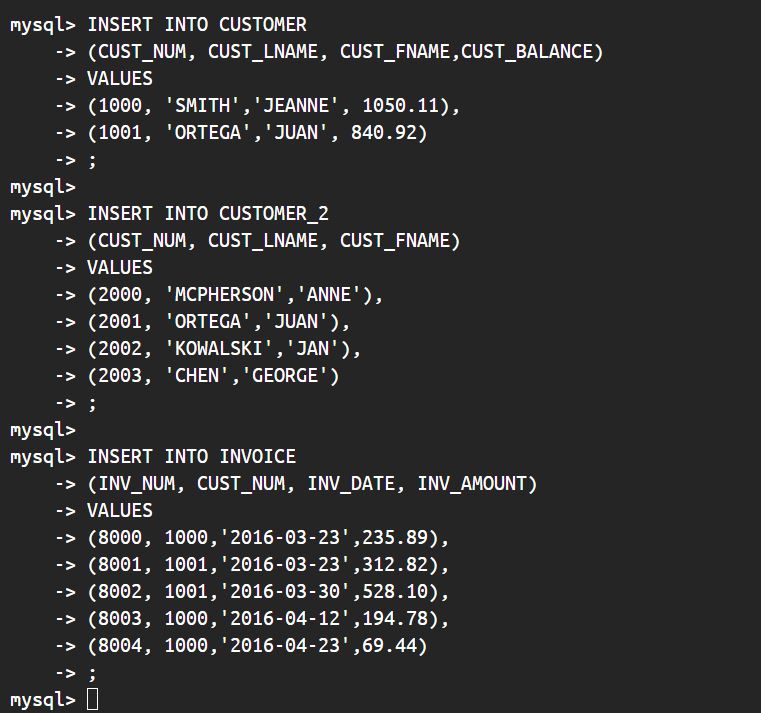 mysql> INSERT INTO CUSTOMER
    -> (CUST_NUM, CUST_LNAME, CUST_FNAME,CUST_BALANCE)
    -> VALUES
    -> (1000, 'SMITH','JEANNE', 1050.11),
    -> (1001, 'ORTEGA','JUAN', 840.92)
    -> ;
mysql>
mysql> INSERT INTO CUSTOMER_2
    -> (CUST_NUM, CUST_LNAME, CUST_FNAME)
    -> VALUES
    -> (2000, 'MCPHERSON','ANNE'),
    -> (2001, 'ORTEGA','JUAN'),
    -> (2002, 'KOWALSKI','JAN'),
    -> (2003, 'CHEN','GEORGE')
    -> ;
mysql>
mysql> INSERT INTO INVOICE
    -> (INV_NUM, CUST_NUM, INV_DATE, INV_AMOUNT)
    -> VALUES
    -> (8000, 1000,'2016-03-23',235.89),
    -> (8001, 1001,'2016-03-23',312.82),
    -> (8002, 1001,'2016-03-30',528.10),
    -> (8003, 1000,'2016-04-12',194.78),
    -> (8004, 1000,'2016-04-23',69.44)
    -> ;
mysql>